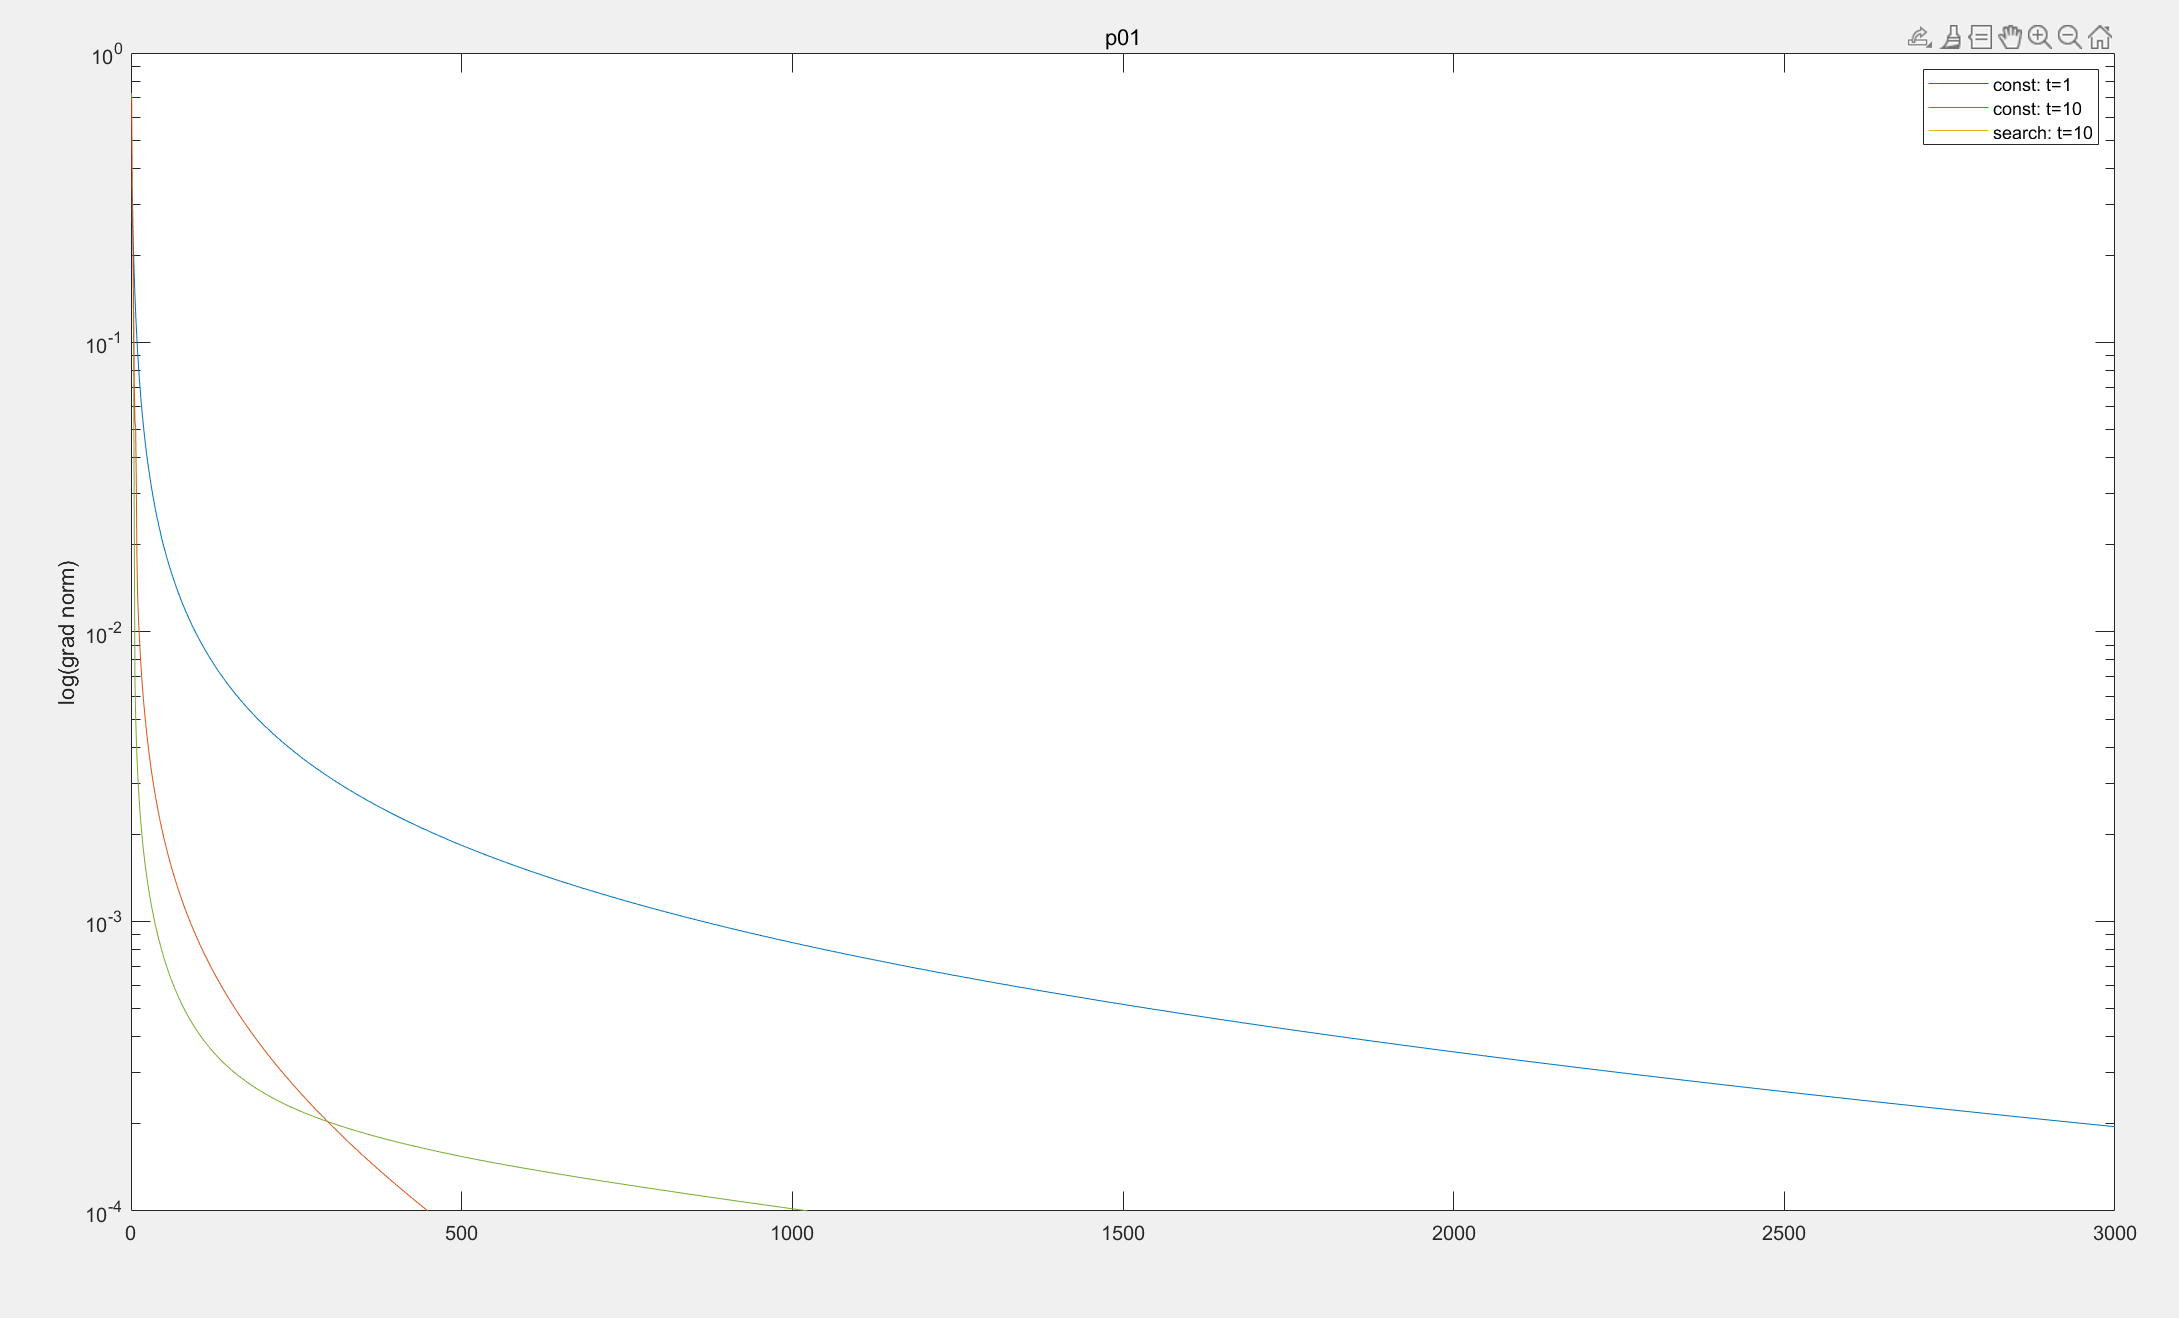 p01
const: t=1
const: t=10
search: t=10
log(grad norm)
10^0
10^-1
10^-2
10^-3
10^-4
0 500 1000 1500 2000 2500 3000